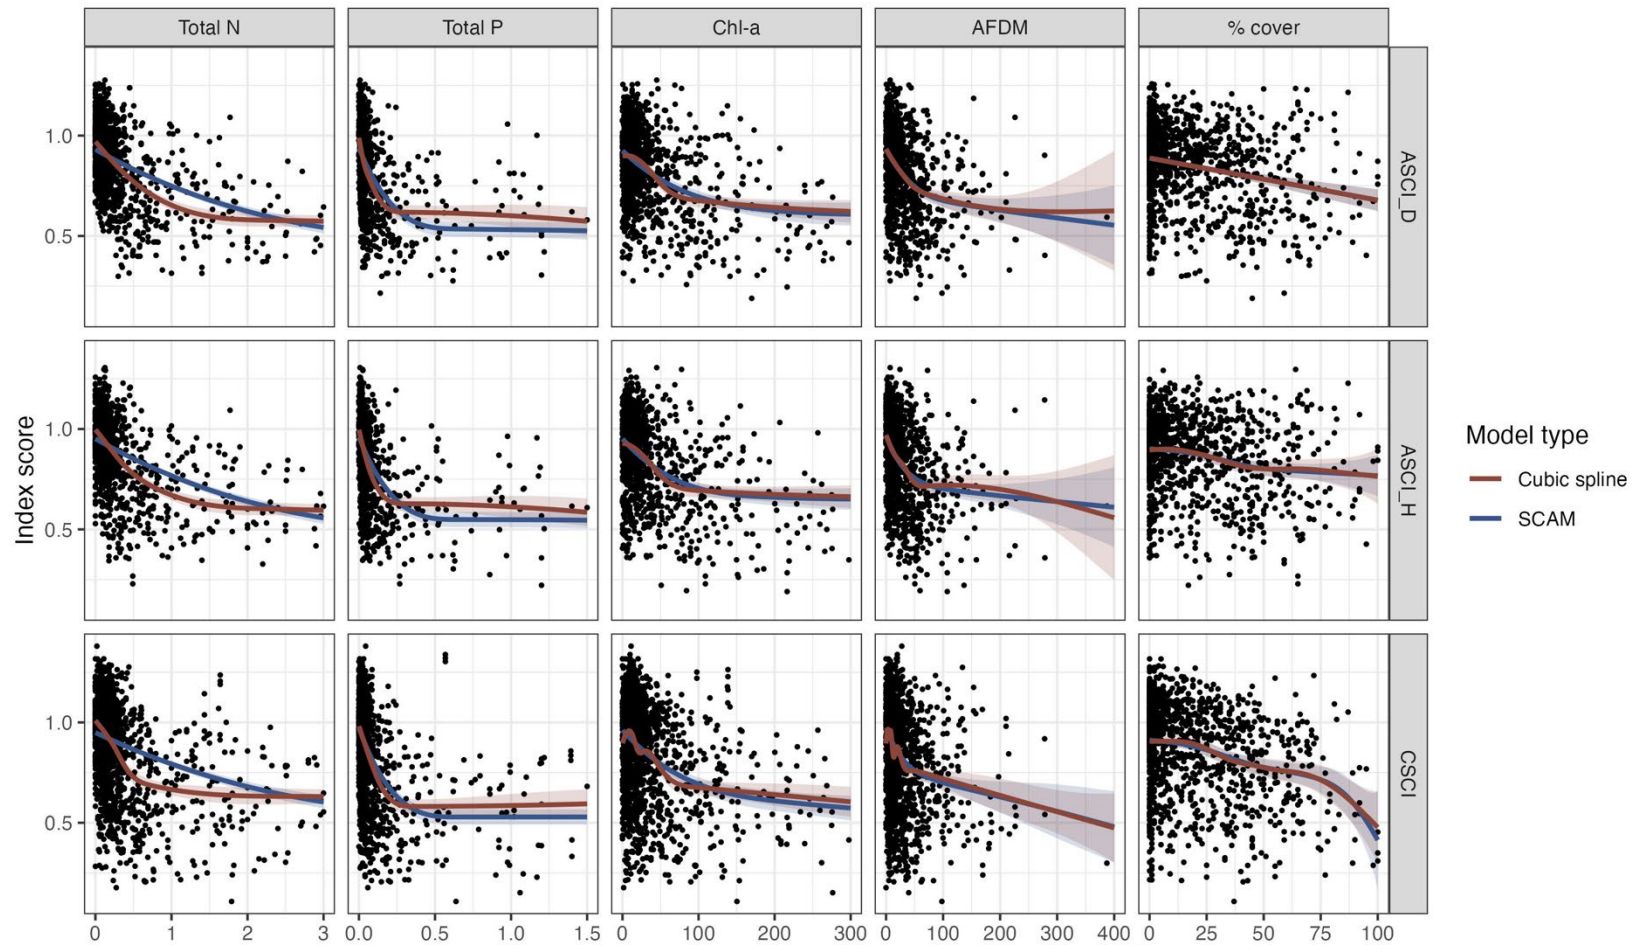 Total N
Total P
Chl-a
AFDM
% cover
1.0
0.5
ASCI_D
1.0
0.5
ASCI_H
1.0
0.5
CSCI
Index score
0 1 2 3
0.0 0.5 1.0 1.5
0 100 200 300
0 100 200 300 400
0 25 50 75 100
Model type
Cubic spline
SCAM